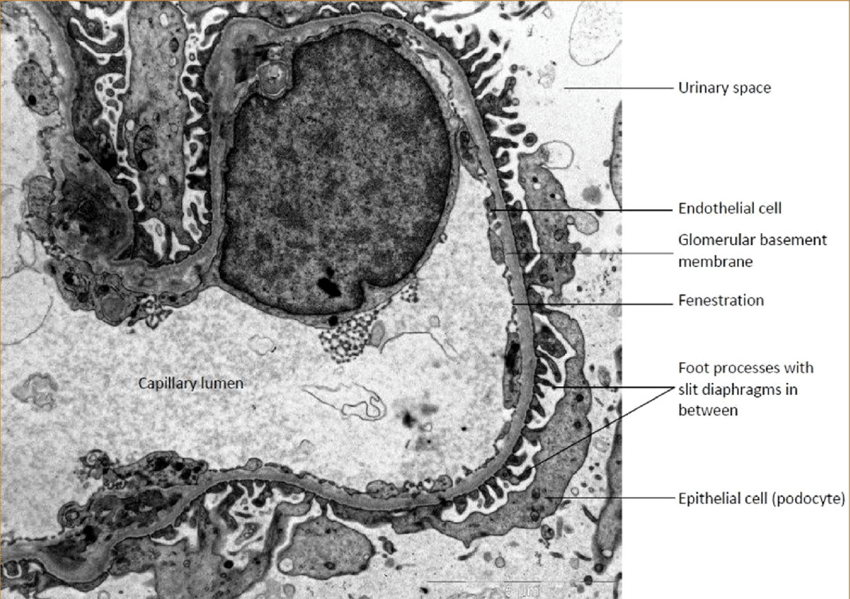 Urinary space
Endothelial cell
Glomerular basement
membrane
Fenestration
Capillary lumen
Foot processes with
slit diaphragms in
between
Epithelial cell (podocyte)